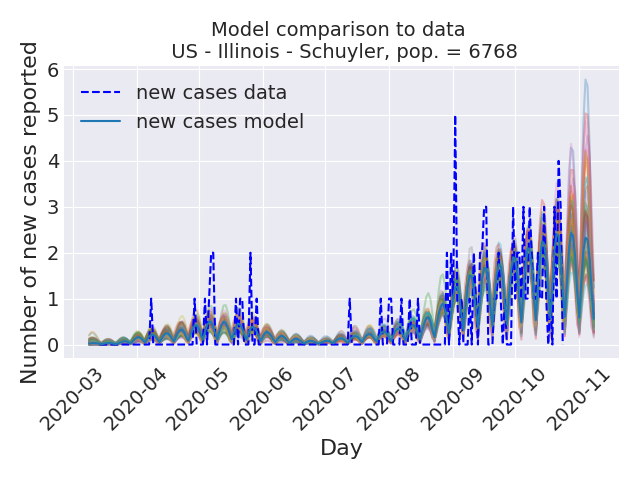 Model comparison to data
US - Illinois - Schuyler, pop. = 6768
Number of new cases reported
6
5
4
3
2
1
0
new cases data
new cases model
2020-03
2020-04
2020-05
2020-06
2020-07
2020-08
2020-09
2020-10
2020-11
Day